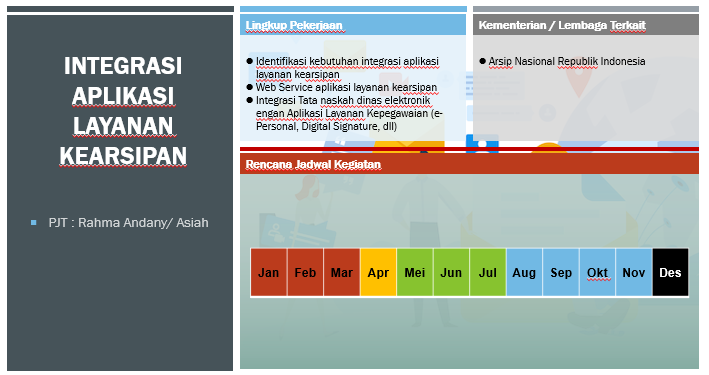 INTEGRASI
APLIKASI
LAYANAN
KEARSIPAN
PJT : Rahma Andany/ Asiah
Lingkup Pekerjaan
Identifikasi kebutuhan integrasi aplikasi
layanan kearsipan
Web Service aplikasi layanan kearsipan
Integrasi Tata naskah dinas elektronik
engan Aplikasi Layanan Kepegawaian (e-
Personal, Digital Signature, dll)
Kementerian / Lembaga Terkait
Arsip Nasional Republik Indonesia
Rencana Jadwal Kegiatan
Jan Feb Mar Apr Mei Jun Jul Aug Sep Okt Nov Des